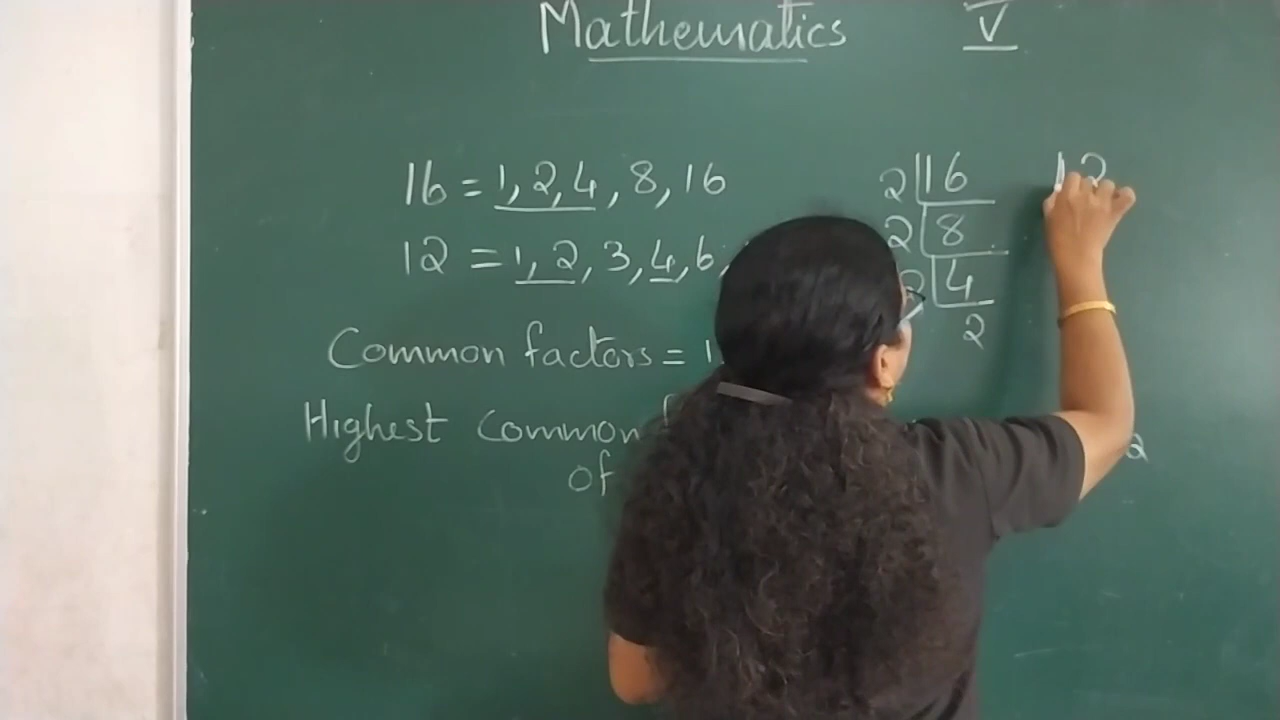 Mathematics V
16 = 1, 2, 4, 8, 16
12 = 1, 2, 3, 4, 6,
Common factors = 1
Highest common
of
2 16
2 8
2 4
2
12
2